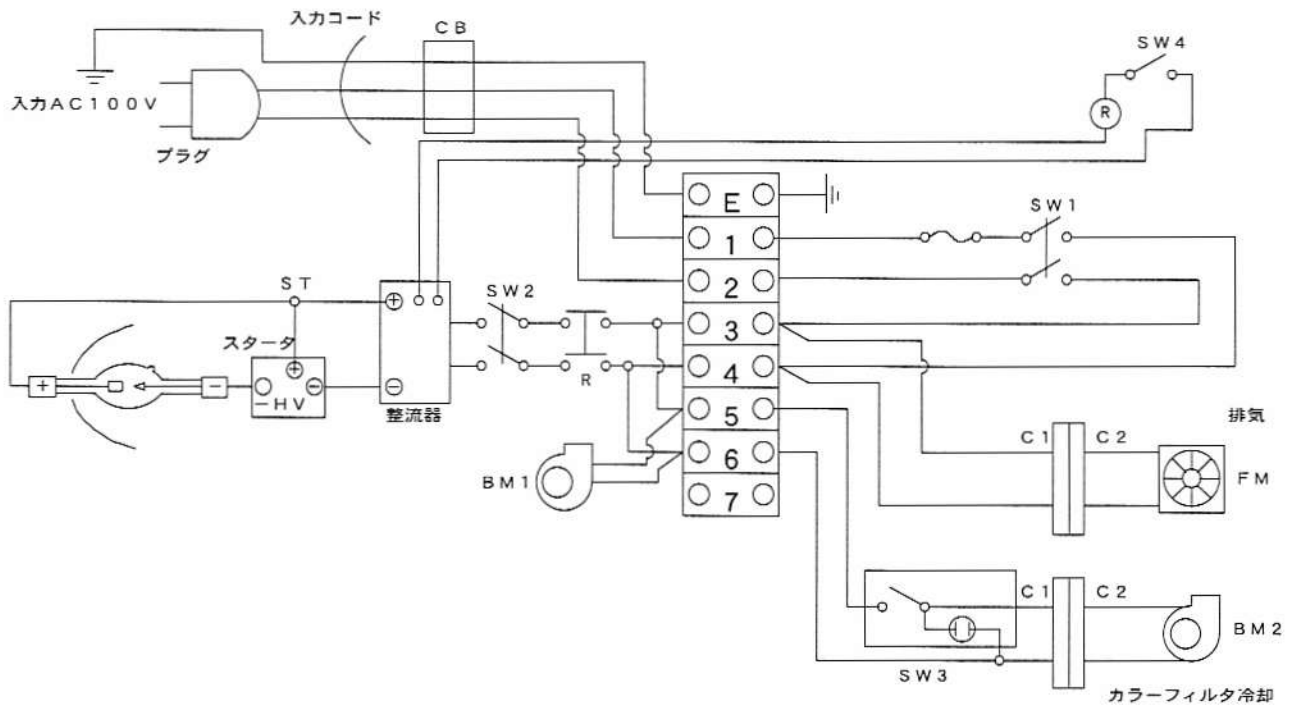 入力コード
CB
SW4
入力AC100V
R
プラグ
E
1
SW1
2
ST
SW2
3
スタータ
+
4
+
+
-
-
-HV
-
R
整流器
5
排気
C1
C2
6
BM1
FM
7
C1
C2
BM2
SW3
カラーフィルタ冷却